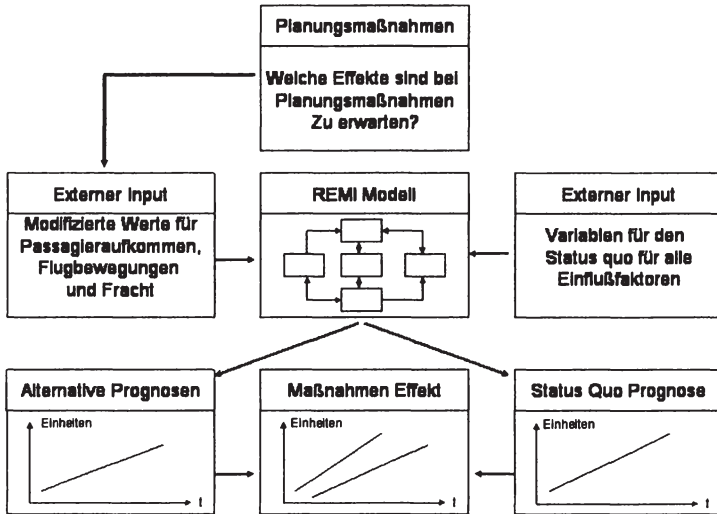 Planungsmaßnahmen
Welche Effekte sind bei
Planungsmaßnahmen
Zu erwarten?
Externer Input
Modifizierte Werte für
Passagieraufkommen,
Flugbewegungen
und Fracht
REMI Modell
Externer Input
Variablen für den
Status quo für alle
Einflußfaktoren
Alternative Prognosen
Einheiten
t
Maßnahmen Effekt
Einheiten
t
Status Quo Prognose
Einheiten
t